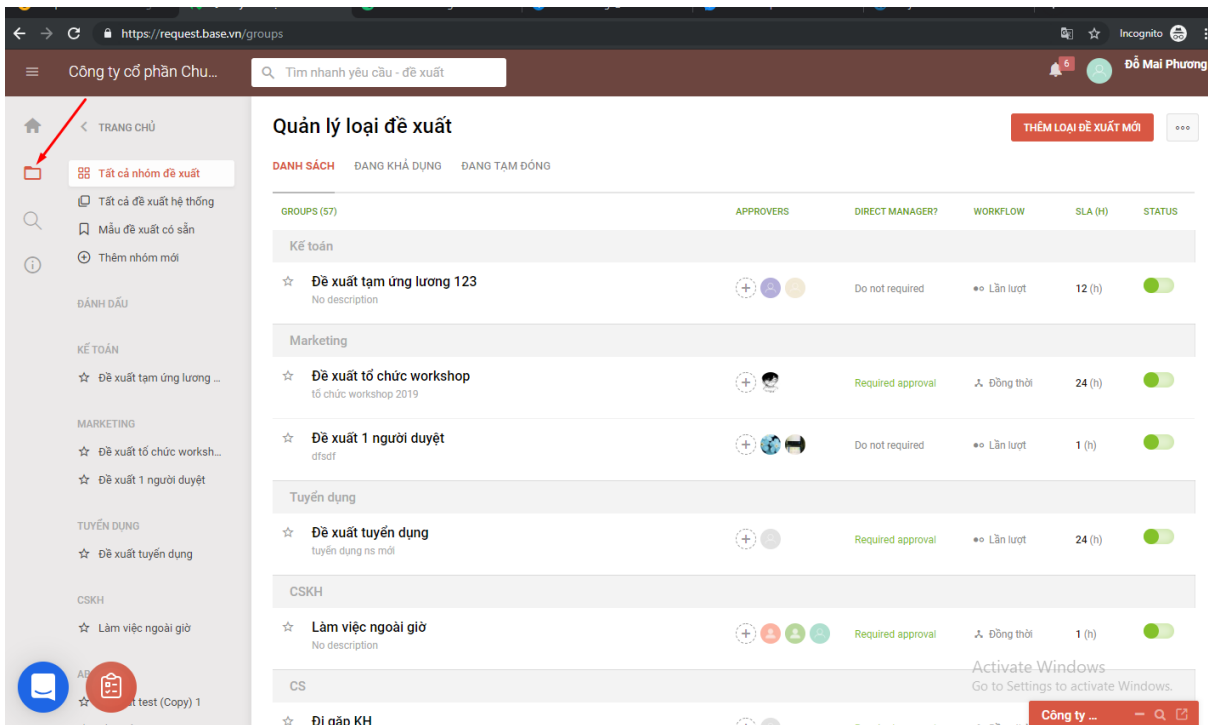 https://request.base.vn/groups
Incognito
Công ty cổ phần Chu...
Tìm nhanh yêu cầu - đề xuất
6
Đỗ Mai Phương
TRANG CHỦ
Tất cả nhóm đề xuất
Tất cả đề xuất hệ thống
Mẫu đề xuất có sẵn
Thêm nhóm mới
ĐÁNH DẤU
KẾ TOÁN
Đề xuất tạm ứng lương ...
MARKETING
Đề xuất tổ chức worksh...
Đề xuất 1 người duyệt
TUYỂN DỤNG
Đề xuất tuyển dụng
CSKH
Làm việc ngoài giờ
test (Copy) 1
Quản lý loại đề xuất
THÊM LOẠI ĐỀ XUẤT MỚI
DANH SÁCH ĐANG KHẢ DỤNG ĐANG TẠM ĐÓNG
GROUPS (57) APPROVERS DIRECT MANAGER? WORKFLOW SLA (H) STATUS
Kế toán
Đề xuất tạm ứng lương 123
No description
Do not required Lần lượt 12 (h)
Marketing
Đề xuất tổ chức workshop
tổ chức workshop 2019
Required approval Đồng thời 24 (h)
Đề xuất 1 người duyệt
dfsdf
Do not required Lần lượt 1 (h)
Tuyển dụng
Đề xuất tuyển dụng
tuyển dụng ns mới
Required approval Lần lượt 24 (h)
CSKH
Làm việc ngoài giờ
No description
Required approval Đồng thời 1 (h)
CS
Đi gặp KH
Activate Windows
Go to Settings to activate Windows.
Công ty ...